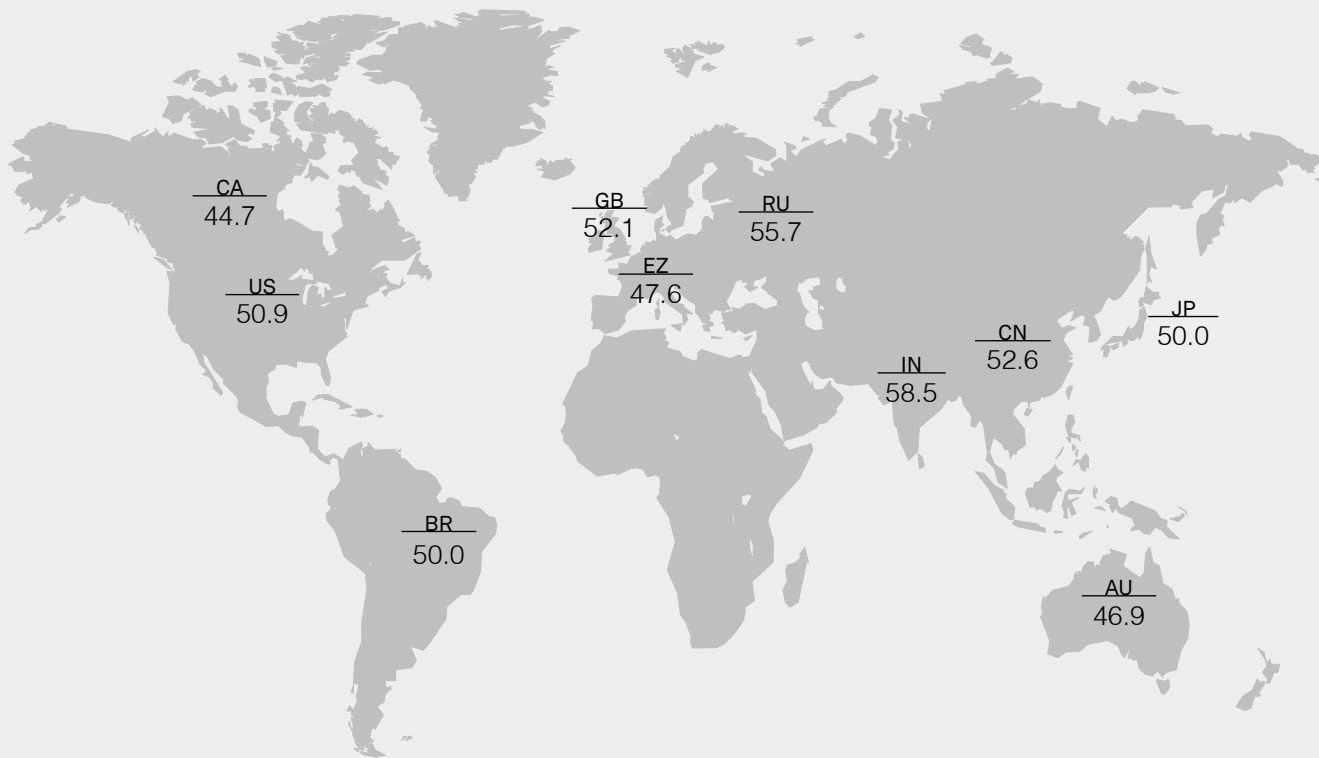 CA
44.7
US
50.9
BR
50.0
GB
52.1
EZ
47.6
RU
55.7
IN
58.5
CN
52.6
JP
50.0
AU
46.9